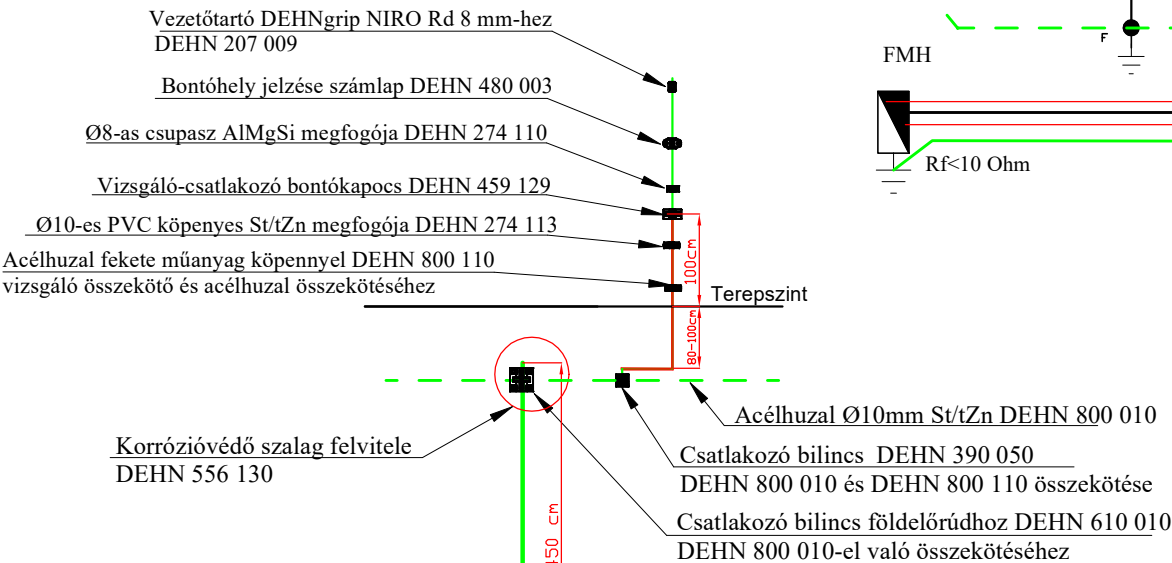 Vezetőtartó DEHNgrip NIRO Rd 8 mm-hez
DEHN 207 009
Bontóhely jelzése számlap DEHN 480 003
Ø8-as csupasz AlMgSi megfogója DEHN 274 110
Vizsgáló-csatlakozó bontókapocs DEHN 459 129
Ø10-es PVC köpenyes St/tZn megfogója DEHN 274 113
Acélhuzal fekete műanyag köpennyel DEHN 800 110
vizsgáló összekötő és acélhuzal összekötéséhez
100cm
Terepszint
80-100cm
F
FMH
Rf<10 Ohm
Korrózióvédő szalag felvitele
DEHN 556 130
450 cm
Acélhuzal Ø10mm St/tZn DEHN 800 010
Csatlakozó bilincs DEHN 390 050
DEHN 800 010 és DEHN 800 110 összekötése
Csatlakozó bilincs földelőrúdhoz DEHN 610 010
DEHN 800 010-el való összekötéséhez